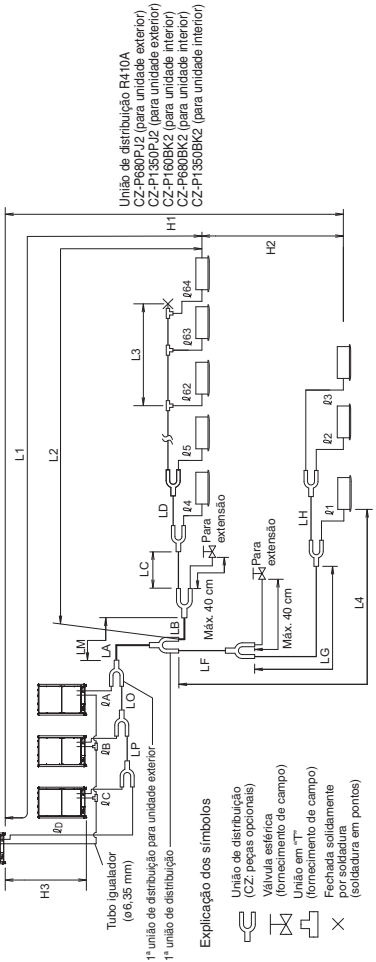 União de distribuição R410A
CZ-P680PJ2 (para unidade exterior)
CZ-P1350PJ2 (para unidade exterior)
CZ-P160BK2 (para unidade interior)
CZ-P680BK2 (para unidade interior)
CZ-P1350BK2 (para unidade interior)
L1
H1
L2
H2
L3
ℓ64
ℓ63
ℓ62
ℓ5
ℓ4
LD
LC
Para
extensão
Máx. 40 cm
LB
LA
LM
ℓ3
ℓ2
ℓ1
LH
L4
Para
extensão
Máx. 40 cm
LG
LF
ℓA
ℓB
ℓC
ℓD
LO
LP
H3
Tubo igualador
(ø6,35 mm)
1ª união de distribuição para unidade exterior
1ª união de distribuição
Explicação dos símbolos
União de distribuição
(CZ: peças opcionais)
Válvula esférica
(fornecimento de campo)
União em "T"
(fornecimento de campo)
Fechada solidamente
por soldadura
(soldadura em pontos)